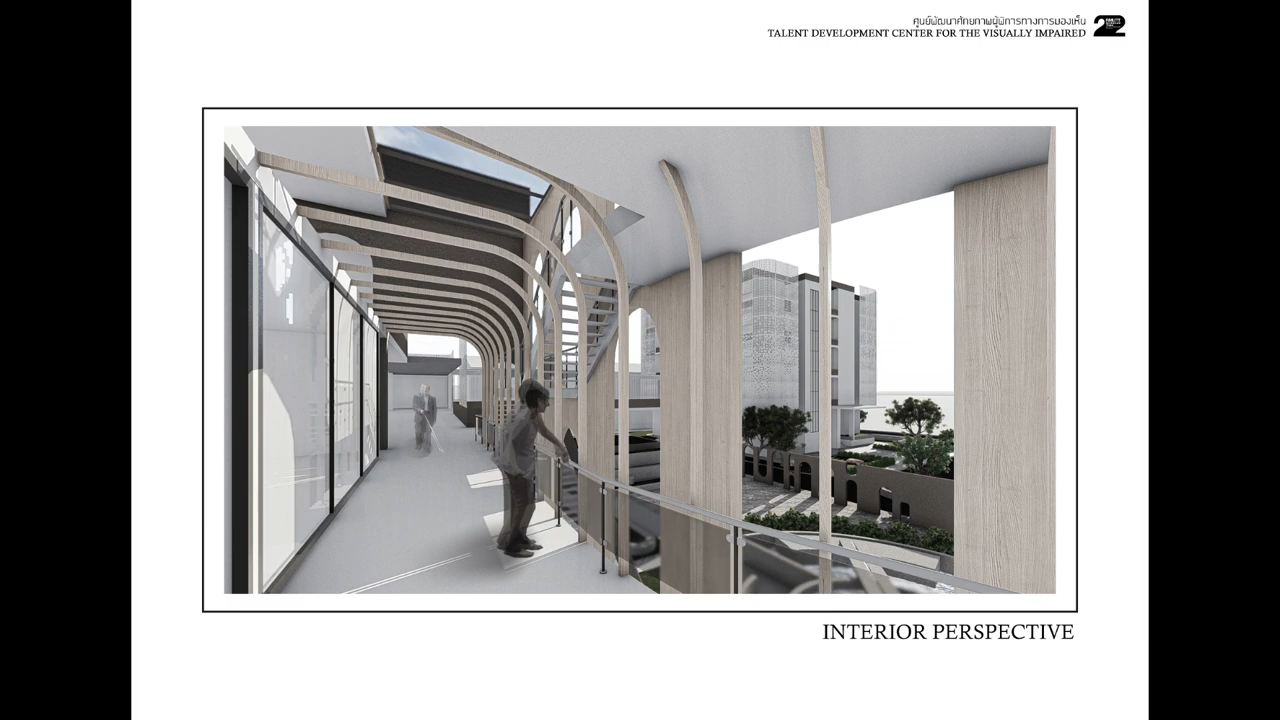 ศูนย์พัฒนาศักยภาพผู้พิการทางการมองเห็น
TALENT DEVELOPMENT CENTER FOR THE VISUALLY IMPAIRED
22
INTERIOR PERSPECTIVE